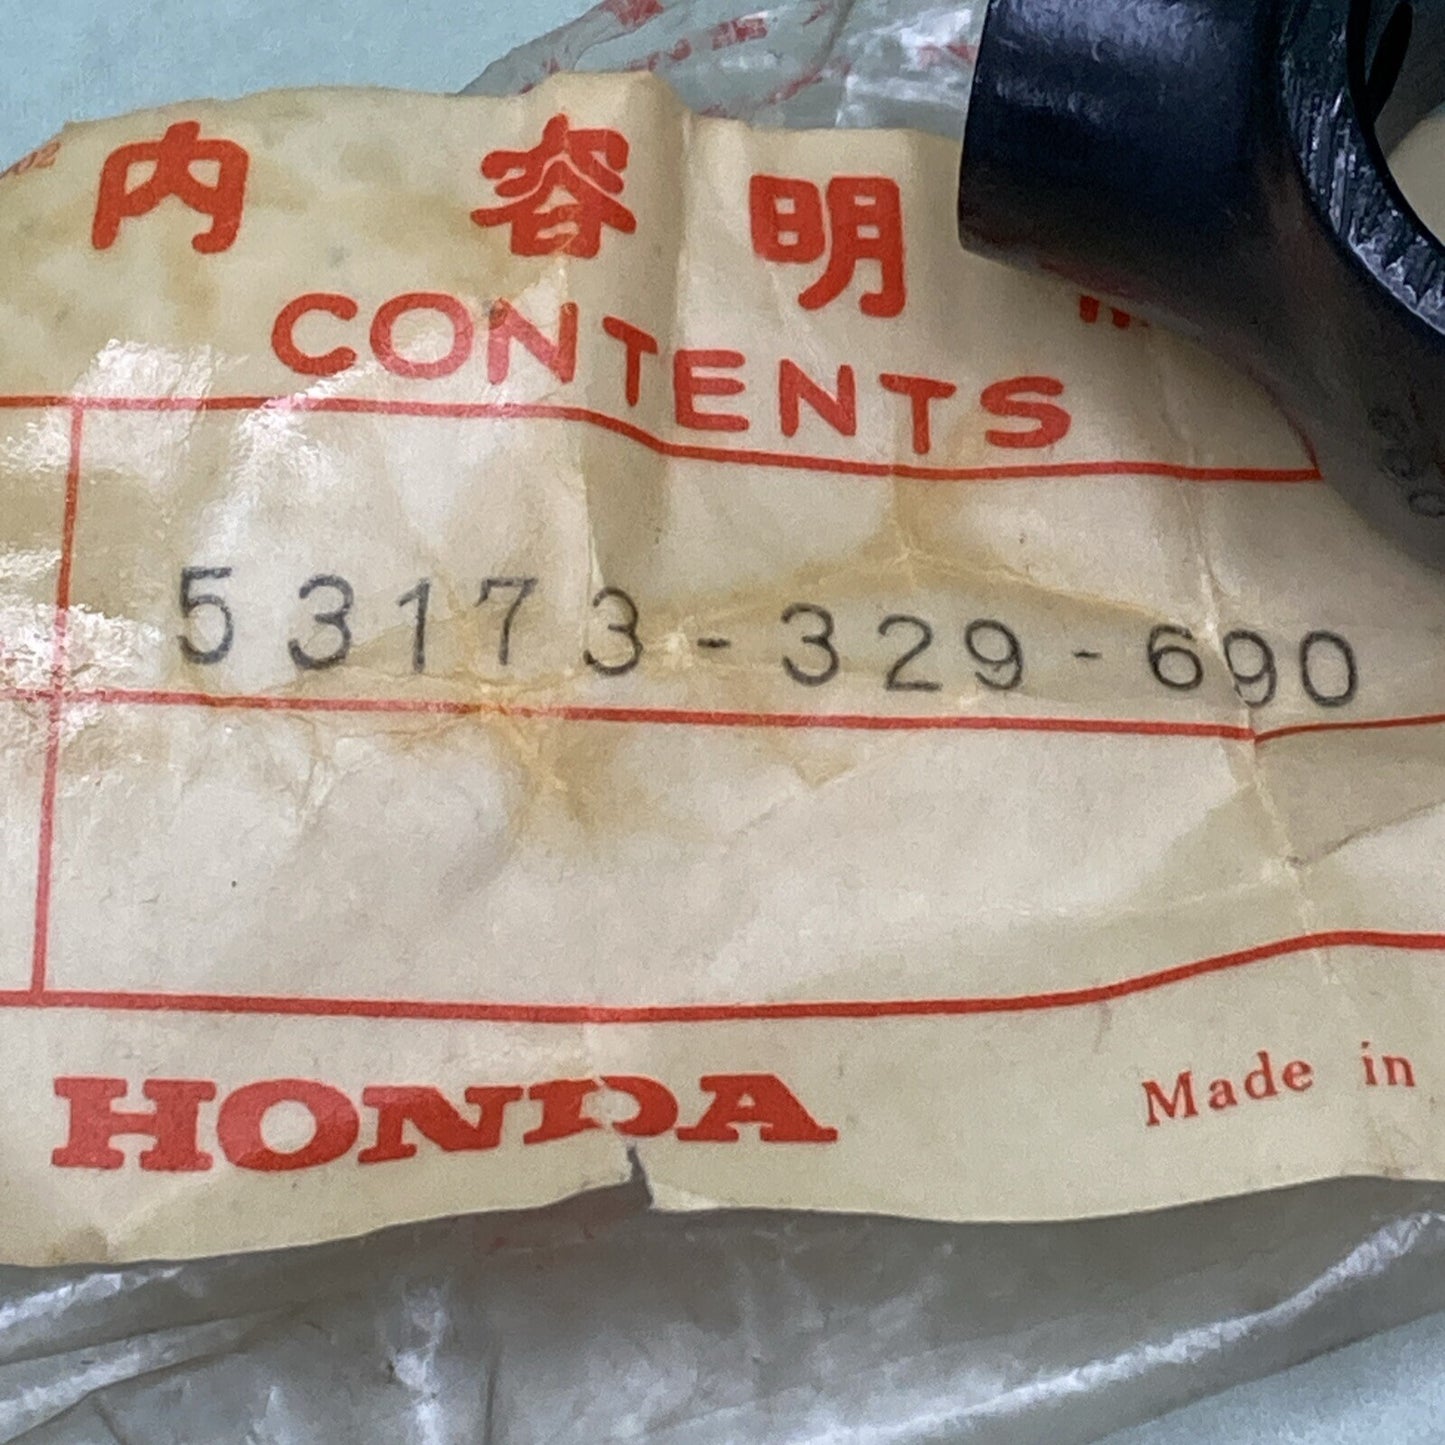 内容明
CONTENTS
53173-329-690
HONDA
Made in